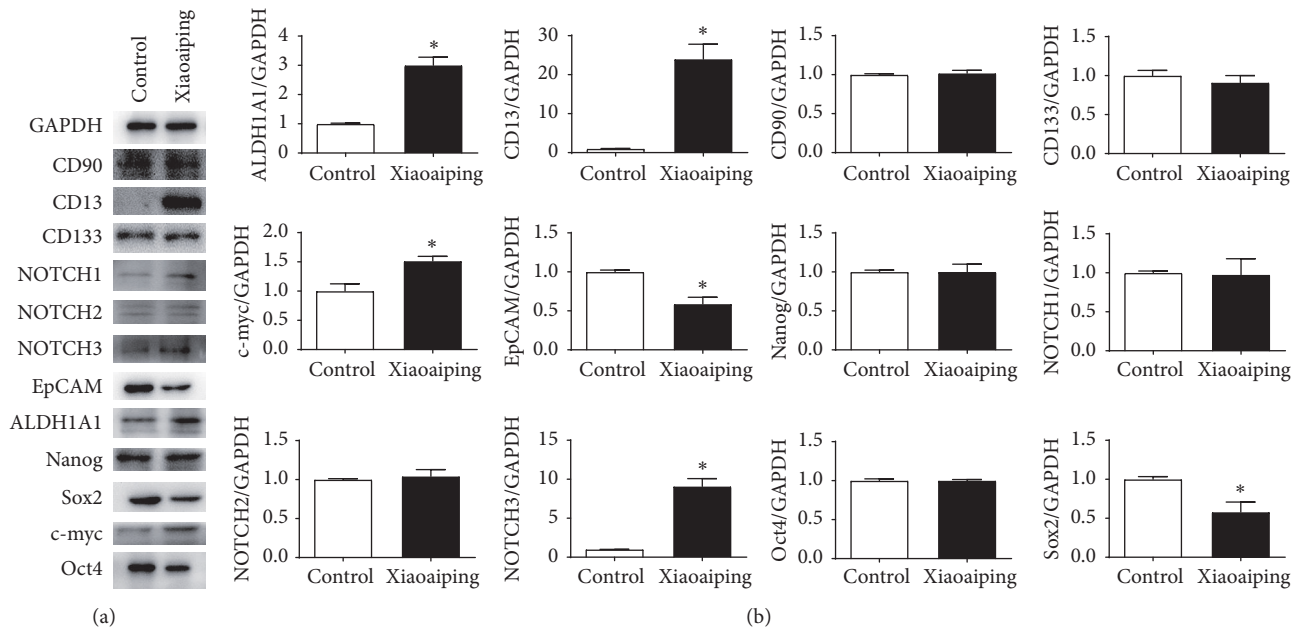 Control
Xiaoaiping
GAPDH
CD90
CD13
CD133
NOTCH1
NOTCH2
NOTCH3
EpCAM
ALDH1A1
Nanog
Sox2
c-myc
Oct4
(a)
ALDH1A1/GAPDH
4
3
2
1
0
*
Control Xiaoaiping
CD13/GAPDH
30
20
10
0
*
Control Xiaoaiping
CD90/GAPDH
1.5
1.0
0.5
0.0
Control Xiaoaiping
CD133/GAPDH
1.5
1.0
0.5
0.0
Control Xiaoaiping
c-myc/GAPDH
2.0
1.5
1.0
0.5
0.0
*
Control Xiaoaiping
EpCAM/GAPDH
1.5
1.0
0.5
0.0
*
Control Xiaoaiping
Nanog/GAPDH
1.5
1.0
0.5
0.0
Control Xiaoaiping
NOTCH1/GAPDH
1.5
1.0
0.5
0.0
Control Xiaoaiping
NOTCH2/GAPDH
1.5
1.0
0.5
0.0
Control Xiaoaiping
NOTCH3/GAPDH
15
10
5
0
*
Control Xiaoaiping
Oct4/GAPDH
1.5
1.0
0.5
0.0
Control Xiaoaiping
Sox2/GAPDH
1.5
1.0
0.5
0.0
*
Control Xiaoaiping
(b)